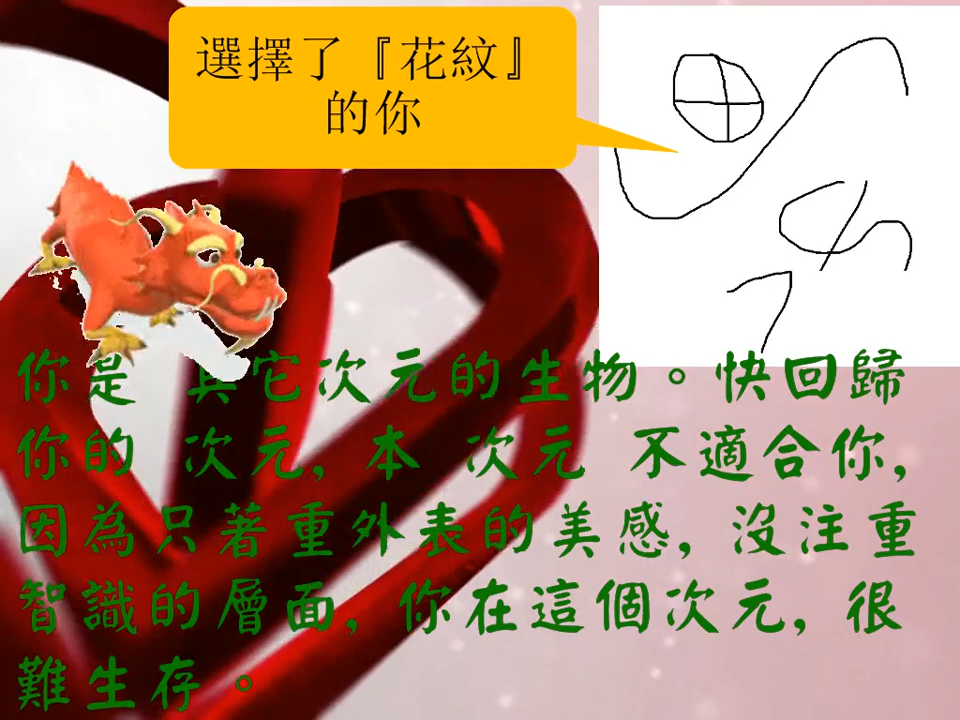 選擇了『花紋』
的你
你是 其它次元的生物。快回歸
你的 次元, 本 次元 不適合你,
因為只著重外表的美感, 沒注重
智識的層面, 你在這個次元, 很
難生存。